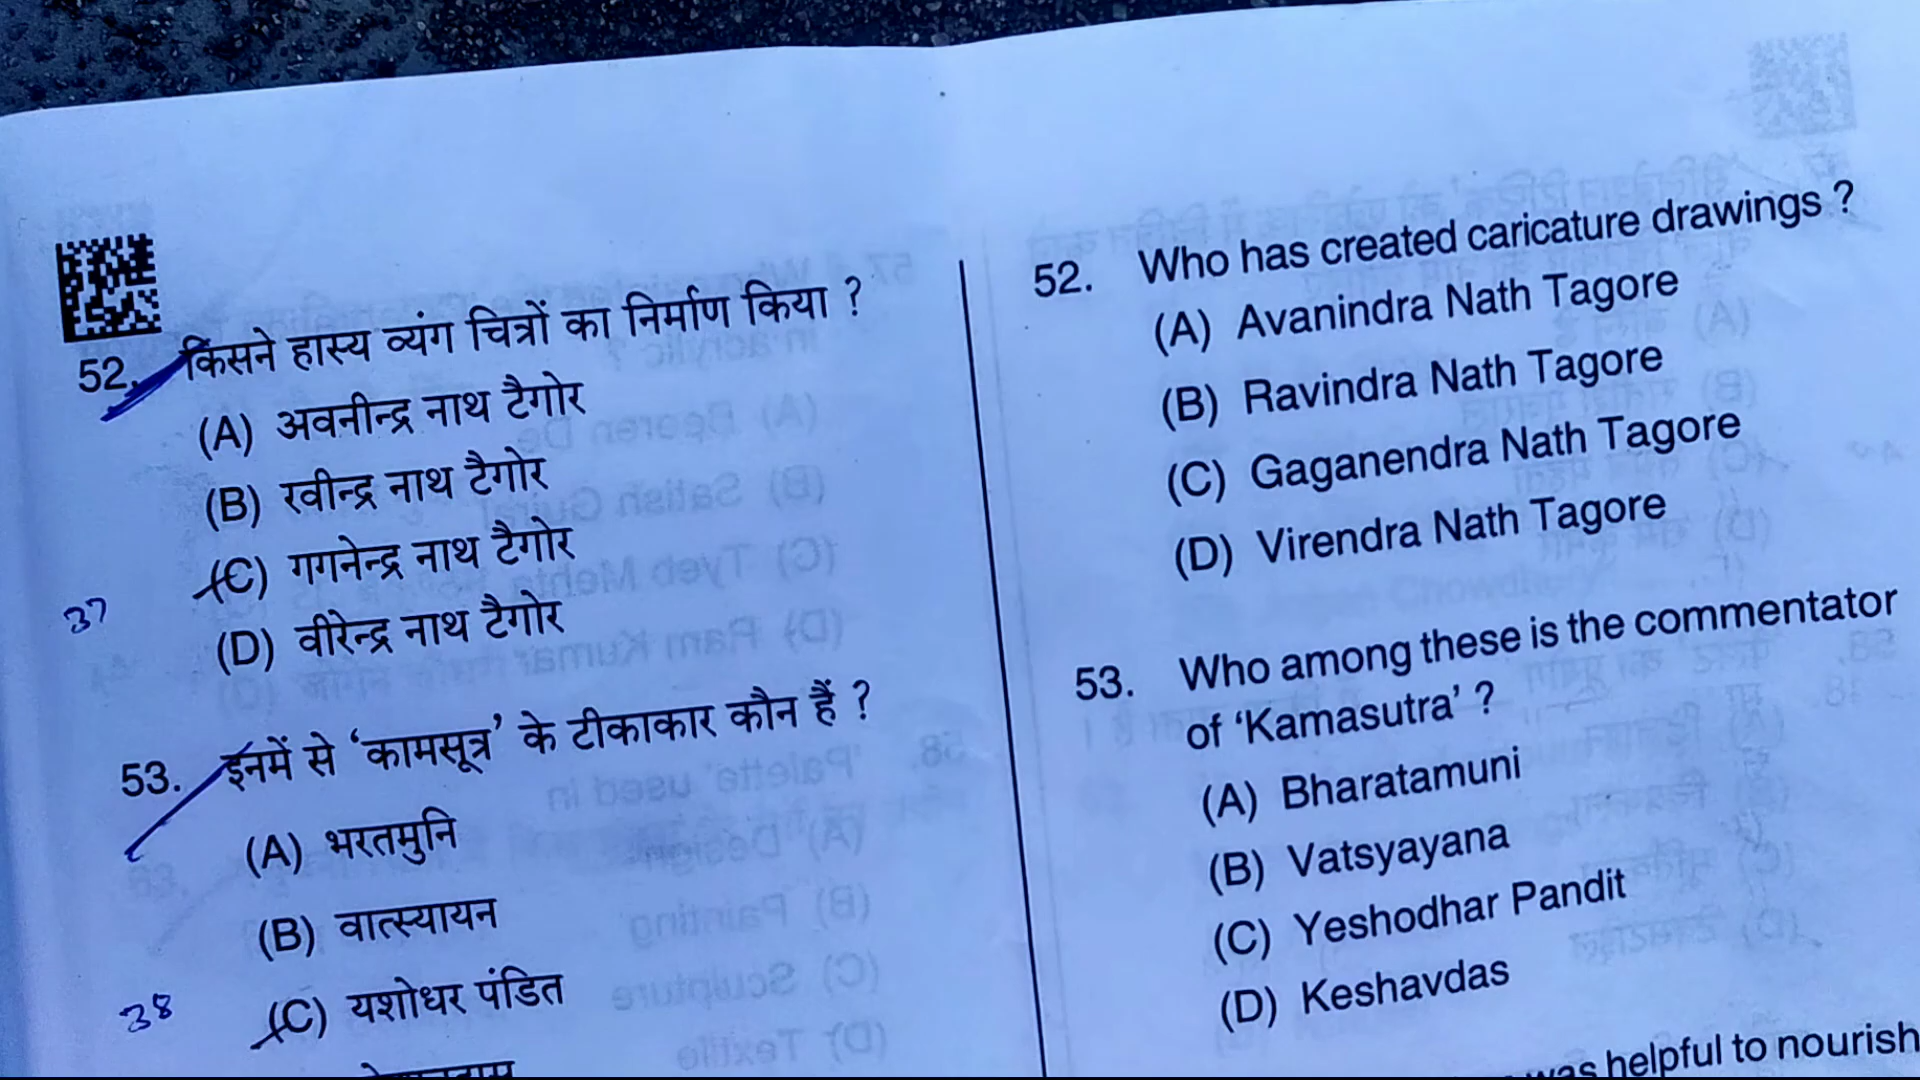 52. किसने हास्य व्यंग चित्रों का निर्माण किया ?
(A) अवनीन्द्र नाथ टैगोर
(B) रवीन्द्र नाथ टैगोर
(C) गगनेन्द्र नाथ टैगोर
37
(D) वीरेन्द्र नाथ टैगोर
53. इनमें से ‘कामसूत्र’ के टीकाकार कौन हैं ?
(A) भरतमुनि
(B) वात्स्यायन
38 (C) यशोधर पंडित
52. Who has created caricature drawings ?
(A) Avanindra Nath Tagore
(B) Ravindra Nath Tagore
(C) Gaganendra Nath Tagore
(D) Virendra Nath Tagore
53. Who among these is the commentator
of ‘Kamasutra’ ?
(A) Bharatamuni
(B) Vatsyayana
(C) Yeshodhar Pandit
(D) Keshavdas
was helpful to nourish